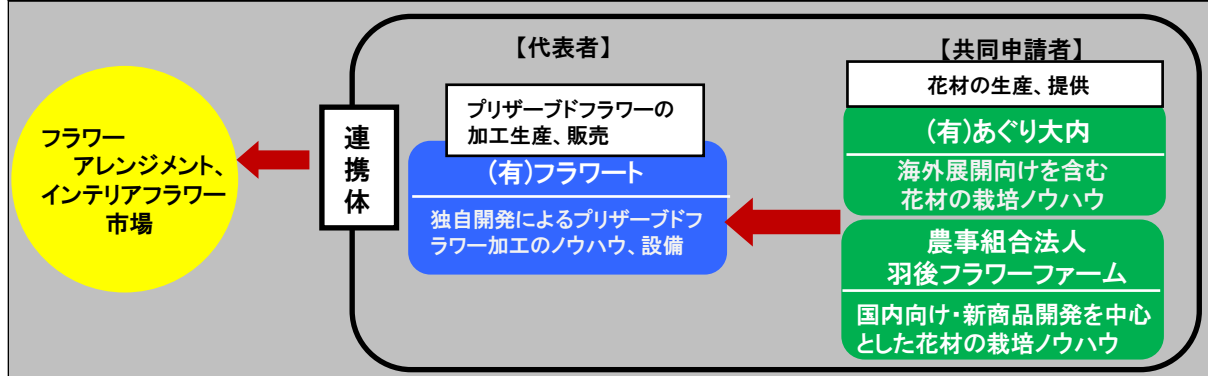 【代表者】
【共同申請者】
フラワー
アレンジメント、
インテリアフラワー
市場
連
携
体
プリザーブドフラワーの
加工生産、販売
(有)フラワート
独自開発によるプリザーブドフ
ラワー加工のノウハウ、設備
花材の生産、提供
(有)あぐり大内
海外展開向けを含む
花材の栽培ノウハウ
農事組合法人
羽後フラワーファーム
国内向け・新商品開発を中心
とした花材の栽培ノウハウ